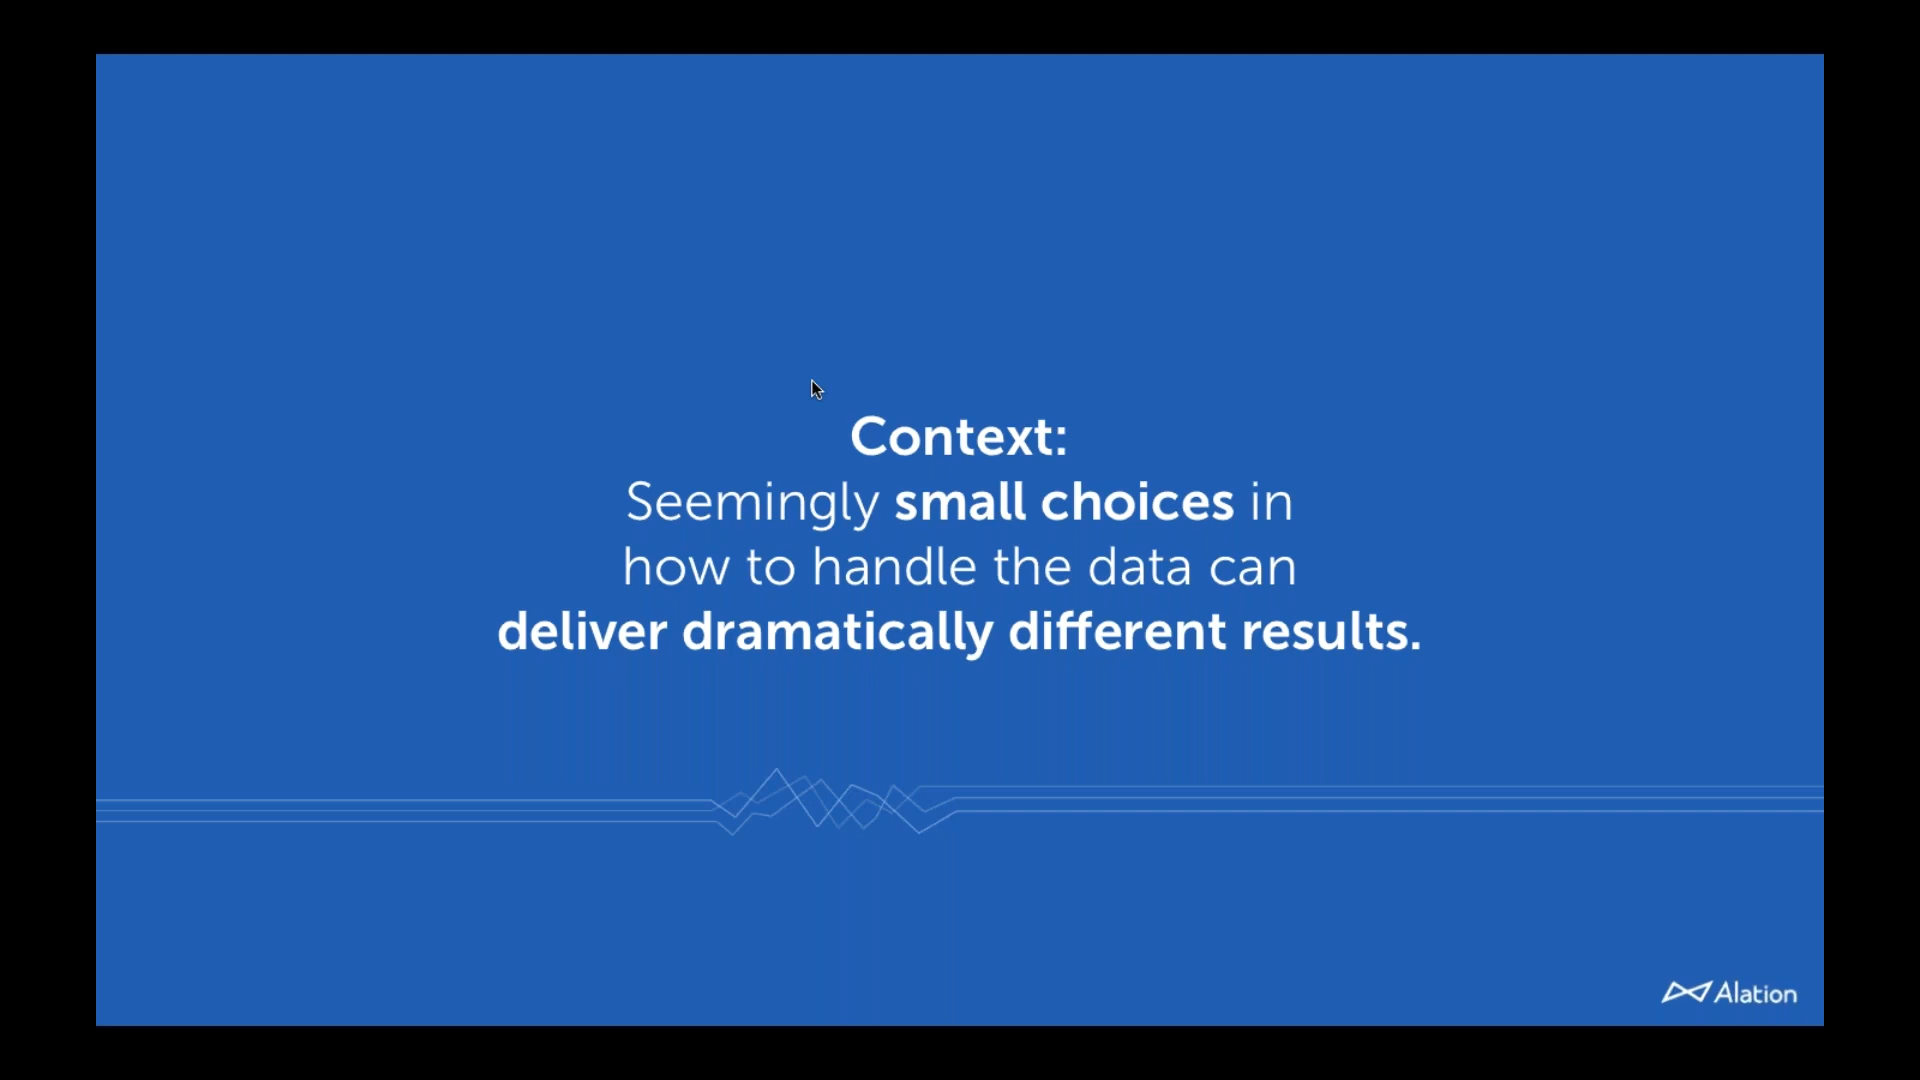 Context:
Seemingly small choices in
how to handle the data can
deliver dramatically different results.
Alation